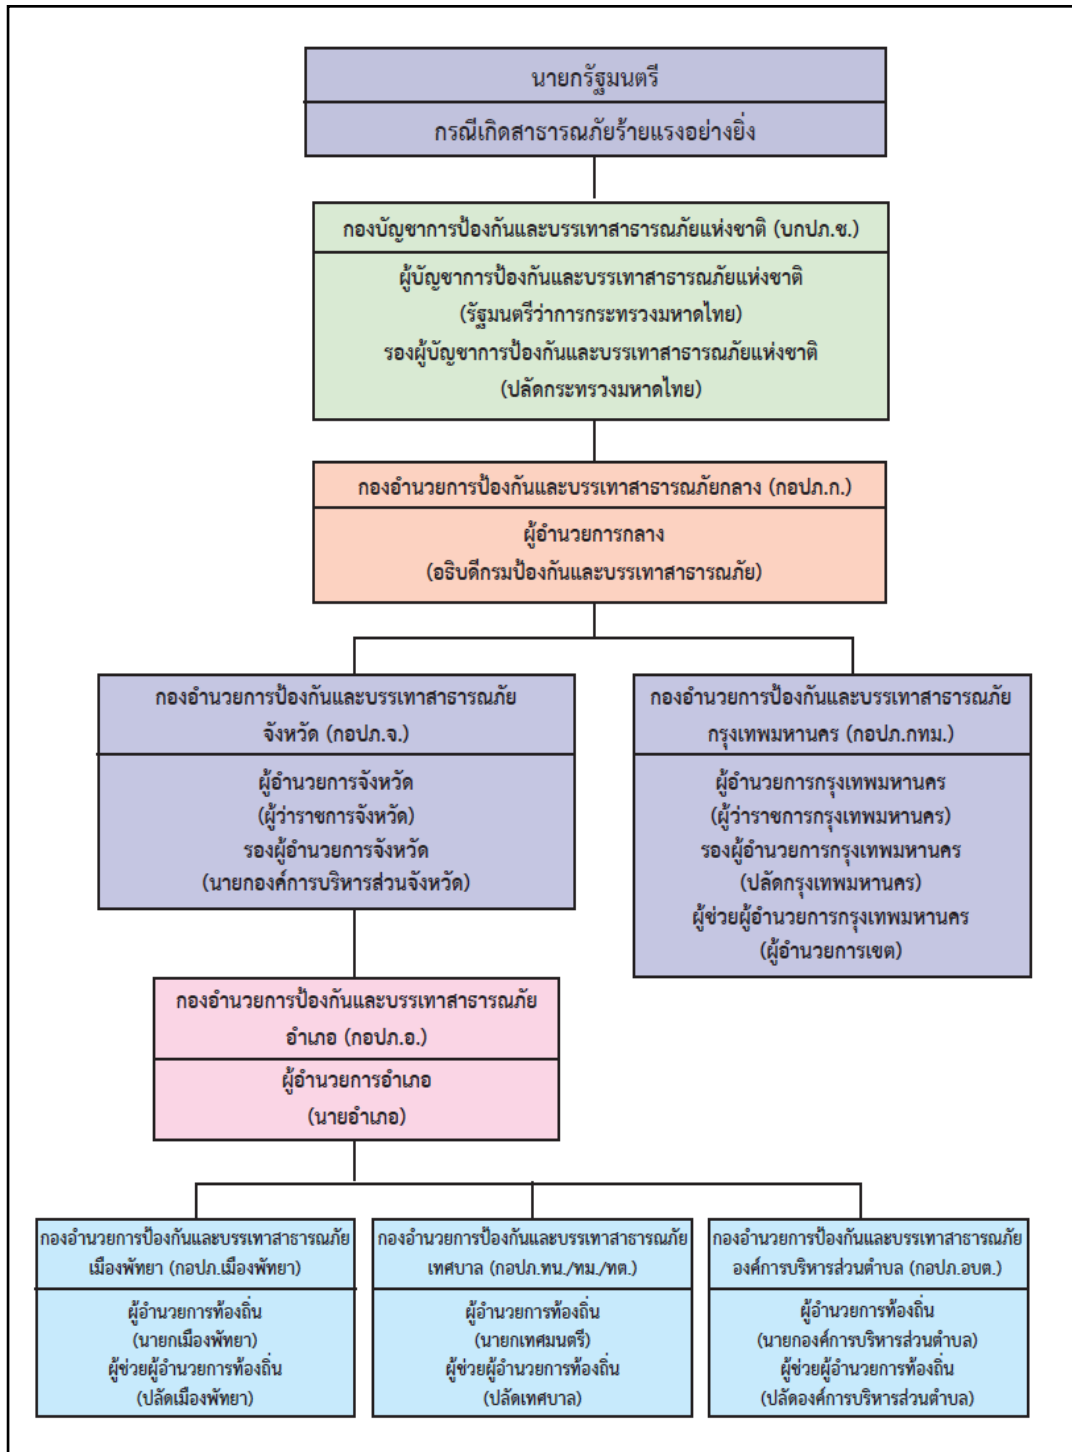 นายกรัฐมนตรี
กรณีเกิดสาธารณภัยร้ายแรงอย่างยิ่ง
กองบัญชาการป้องกันและบรรเทาสาธารณภัยแห่งชาติ (บกปภ.ช.)
ผู้บัญชาการป้องกันและบรรเทาสาธารณภัยแห่งชาติ
(รัฐมนตรีว่าการกระทรวงมหาดไทย)
รองผู้บัญชาการป้องกันและบรรเทาสาธารณภัยแห่งชาติ
(ปลัดกระทรวงมหาดไทย)
กองอำนวยการป้องกันและบรรเทาสาธารณภัยกลาง (กอปภ.ก.)
ผู้อำนวยการกลาง
(อธิบดีกรมป้องกันและบรรเทาสาธารณภัย)
กองอำนวยการป้องกันและบรรเทาสาธารณภัย
จังหวัด (กอปภ.จ.)
ผู้อำนวยการจังหวัด
(ผู้ว่าราชการจังหวัด)
รองผู้อำนวยการจังหวัด
(นายกองค์การบริหารส่วนจังหวัด)
กองอำนวยการป้องกันและบรรเทาสาธารณภัย
กรุงเทพมหานคร (กอปภ.กทม.)
ผู้อำนวยการกรุงเทพมหานคร
(ผู้ว่าราชการกรุงเทพมหานคร)
รองผู้อำนวยการกรุงเทพมหานคร
(ปลัดกรุงเทพมหานคร)
ผู้ช่วยผู้อำนวยการกรุงเทพมหานคร
(ผู้อำนวยการเขต)
กองอำนวยการป้องกันและบรรเทาสาธารณภัย
อำเภอ (กอปภ.อ.)
ผู้อำนวยการอำเภอ
(นายอำเภอ)
กองอำนวยการป้องกันและบรรเทาสาธารณภัย
เมืองพัทยา (กอปภ.เมืองพัทยา)
ผู้อำนวยการท้องถิ่น
(นายกเมืองพัทยา)
ผู้ช่วยผู้อำนวยการท้องถิ่น
(ปลัดเมืองพัทยา)
กองอำนวยการป้องกันและบรรเทาสาธารณภัย
เทศบาล (กอปภ.ทน./ทม./ทต.)
ผู้อำนวยการท้องถิ่น
(นายกเทศมนตรี)
ผู้ช่วยผู้อำนวยการท้องถิ่น
(ปลัดเทศบาล)
กองอำนวยการป้องกันและบรรเทาสาธารณภัย
องค์การบริหารส่วนตำบล (กอปภ.อบต.)
ผู้อำนวยการท้องถิ่น
(นายกองค์การบริหารส่วนตำบล)
ผู้ช่วยผู้อำนวยการท้องถิ่น
(ปลัดองค์การบริหารส่วนตำบล)